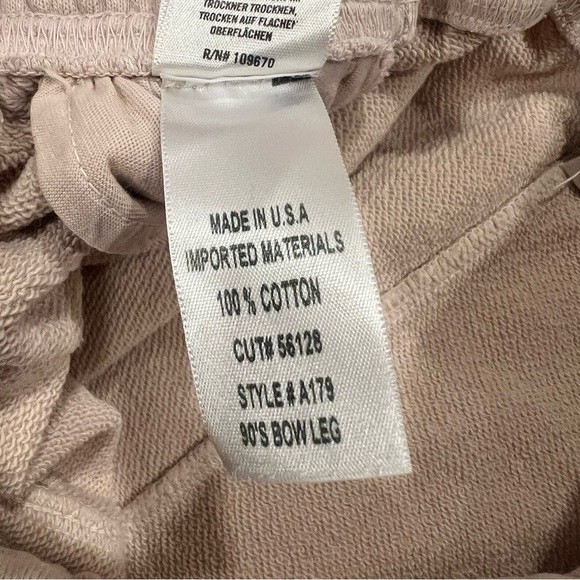 TROCKNER TROCKNEN,
TROCKEN AUF FLACHEN
OBERFLÄCHEN
R/N# 109670
MADE IN U.S.A
IMPORTED MATERIALS
100% COTTON
CUT# 56128
STYLE # A179
90'S BOW LEG